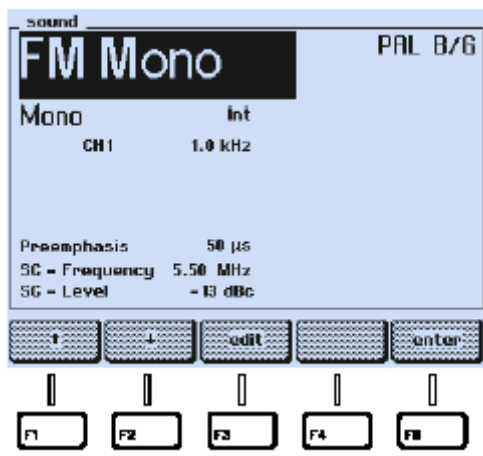 sound
FM Mono
PAL B/G
Mono Int
CH1 1.0 kHz
Preemphasis 50 µs
SC - Frequency 5.50 MHz
SC - Level - 13 dBc
↑ ↓ edit enter
F1 F2 F3 F4